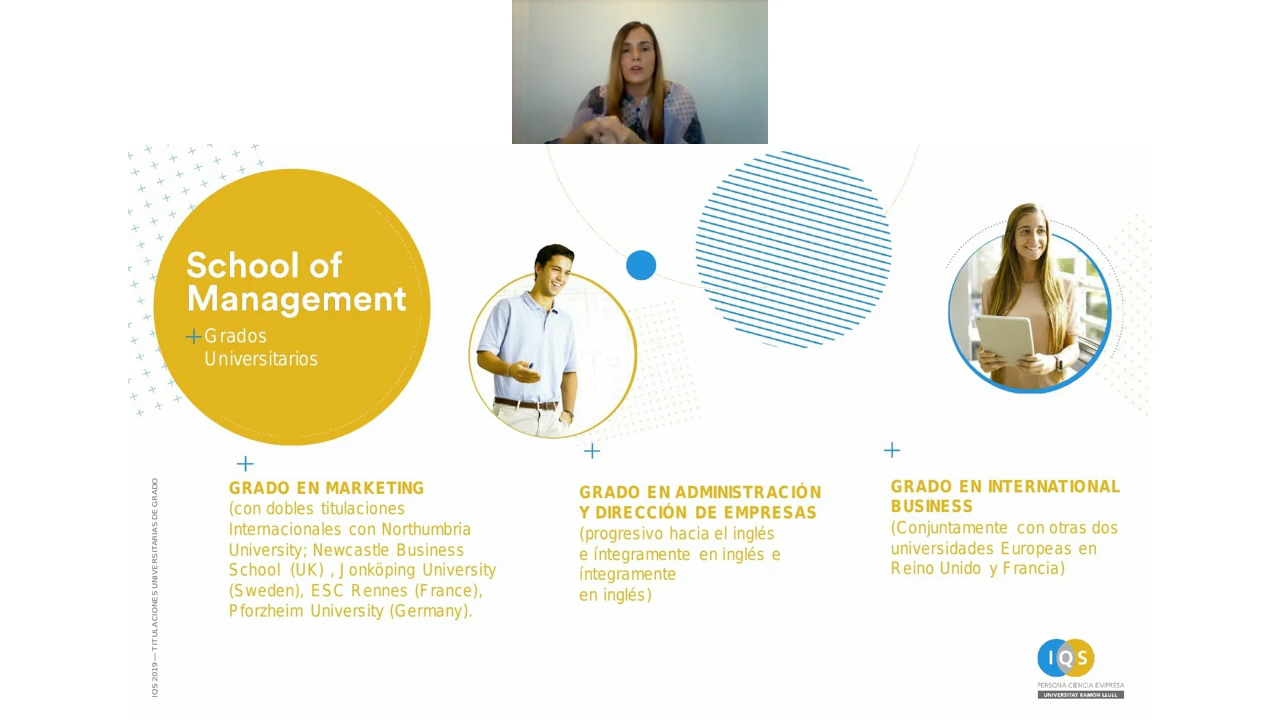 School of
Management
Grados
Universitarios
GRADO EN MARKETING
(con dobles titulaciones
Internacionales con Northumbria
University; Newcastle Business
School (UK) , Jonköping University
(Sweden), ESC Rennes (France),
Pforzheim University (Germany).
GRADO EN ADMINISTRACIÓN
Y DIRECCIÓN DE EMPRESAS
(progresivo hacia el inglés
e íntegramente en inglés e
íntegramente
en inglés)
GRADO EN INTERNATIONAL
BUSINESS
(Conjuntamente con otras dos
universidades Europeas en
Reino Unido y Francia)
IQS 2019 — TITULACIONES UNIVERSITARIAS DE GRADO
IQS
PERSONA CIENCIA EMPRESA
UNIVERSITAT RAMON LLULL